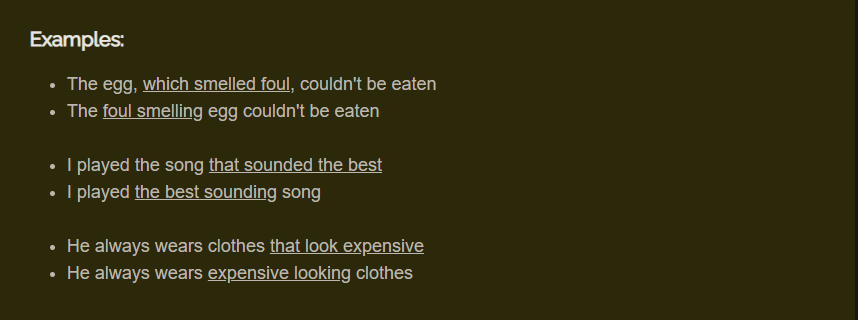 Examples:
• The egg, which smelled foul, couldn't be eaten
• The foul smelling egg couldn't be eaten
• I played the song that sounded the best
• I played the best sounding song
• He always wears clothes that look expensive
• He always wears expensive looking clothes